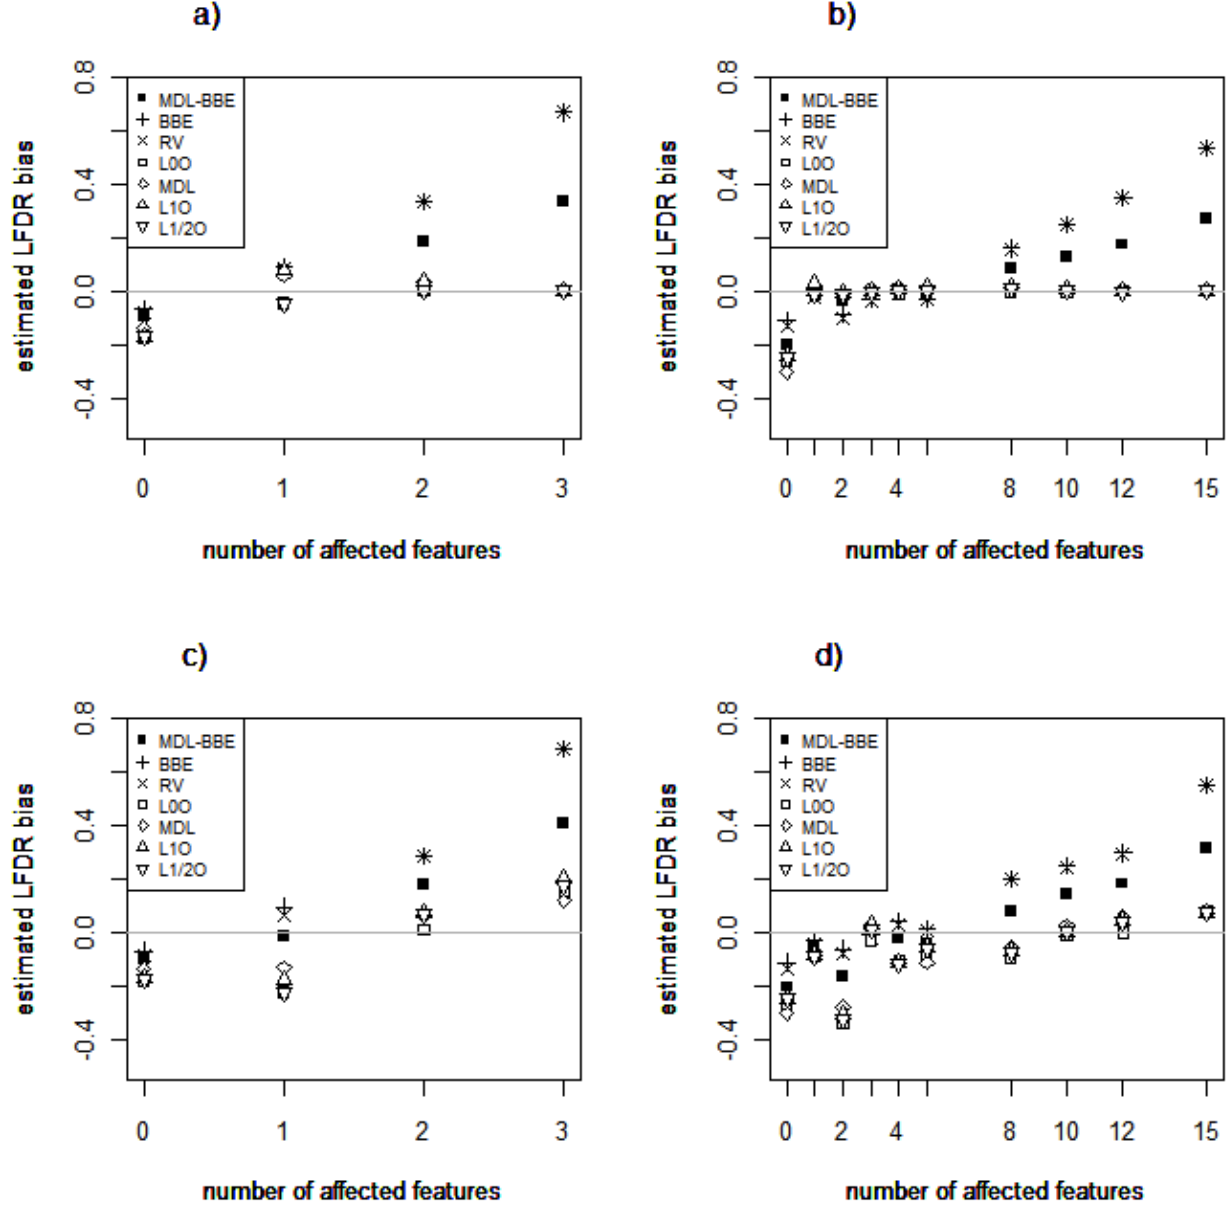 a)
estimated LFDR bias
0.8
0.4
0.0
-0.4
MDL-BBE
BBE
RV
L0O
MDL
L1O
L1/2O
0 1 2 3
number of affected features
b)
estimated LFDR bias
0.8
0.4
0.0
-0.4
MDL-BBE
BBE
RV
L0O
MDL
L1O
L1/2O
0 2 4 8 10 12 15
number of affected features
c)
estimated LFDR bias
0.8
0.4
0.0
-0.4
MDL-BBE
BBE
RV
L0O
MDL
L1O
L1/2O
0 1 2 3
number of affected features
d)
estimated LFDR bias
0.8
0.4
0.0
-0.4
MDL-BBE
BBE
RV
L0O
MDL
L1O
L1/2O
0 2 4 8 10 12 15
number of affected features